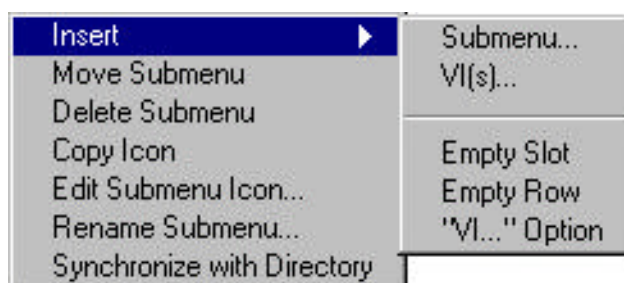 Insert
Move Submenu
Delete Submenu
Copy Icon
Edit Submenu Icon...
Rename Submenu...
Synchronize with Directory
Submenu...
VI(s)...
Empty Slot
Empty Row
"VI..." Option